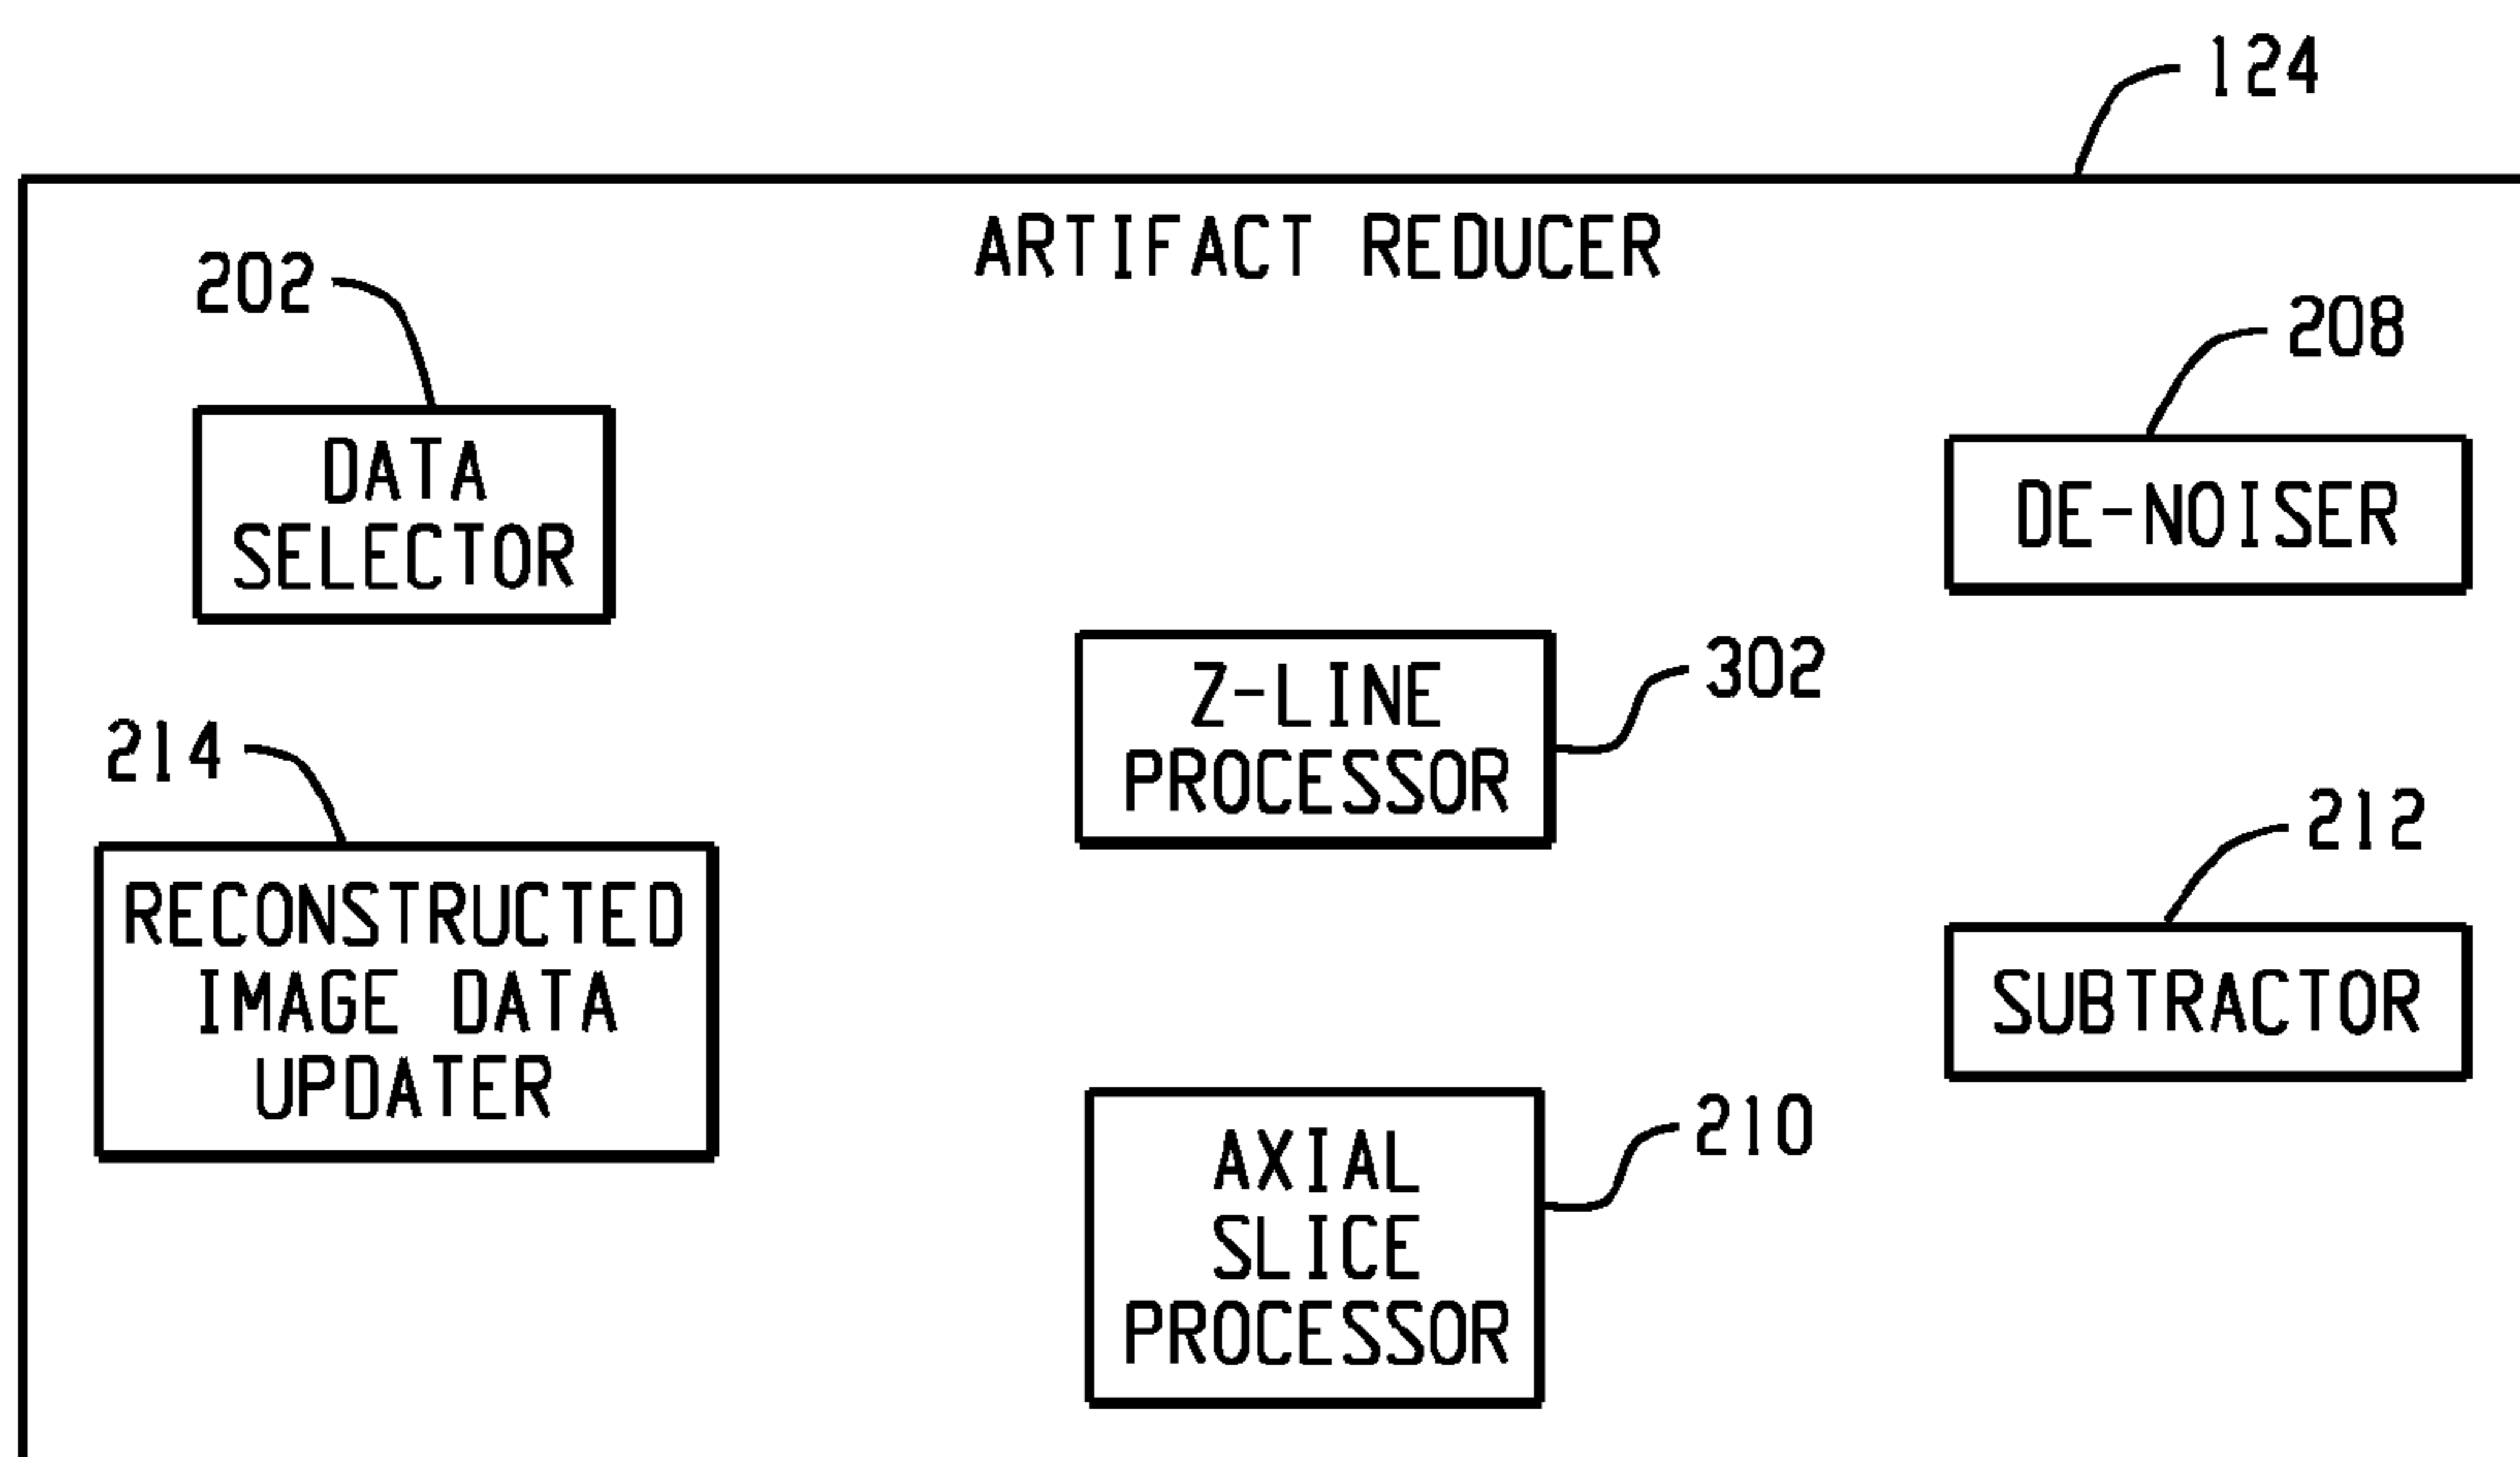 124
ARTIFACT REDUCER
202
208
DATA
SELECTOR
DE-NOISER
302
Z-LINE
PROCESSOR
214
212
RECONSTRUCTED
IMAGE DATA
UPDATER
SUBTRACTOR
210
AXIAL
SLICE
PROCESSOR